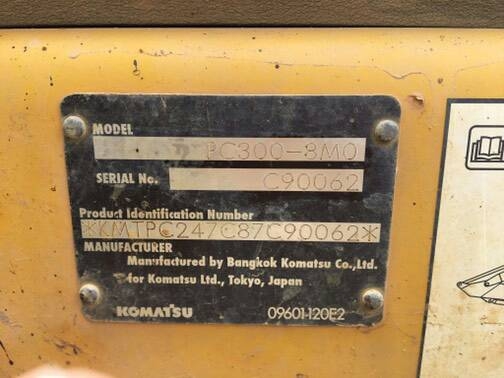 MODEL
PC300-8M0
SERIAL No.
C90062
Product Identification Number
*KMTPC247C87C90062*
MANUFACTURER
Manufactured by Bangkok Komatsu Co.,Ltd.
for Komatsu Ltd., Tokyo, Japan
KOMATSU
09601-120E2